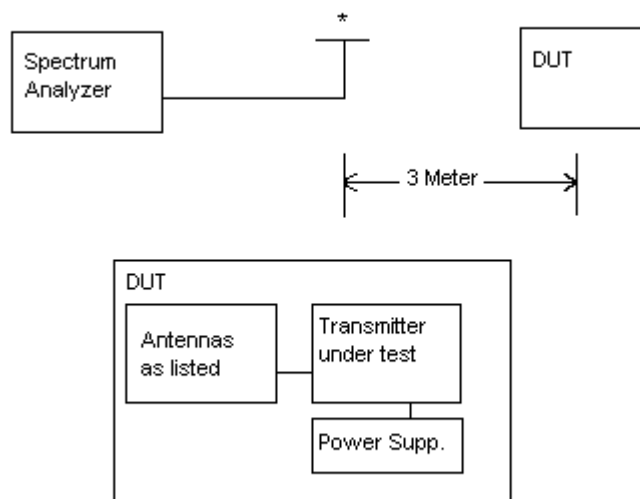 *
Spectrum
Analyzer
DUT
3 Meter
DUT
Antennas
as listed
Transmitter
under test
Power Supp.